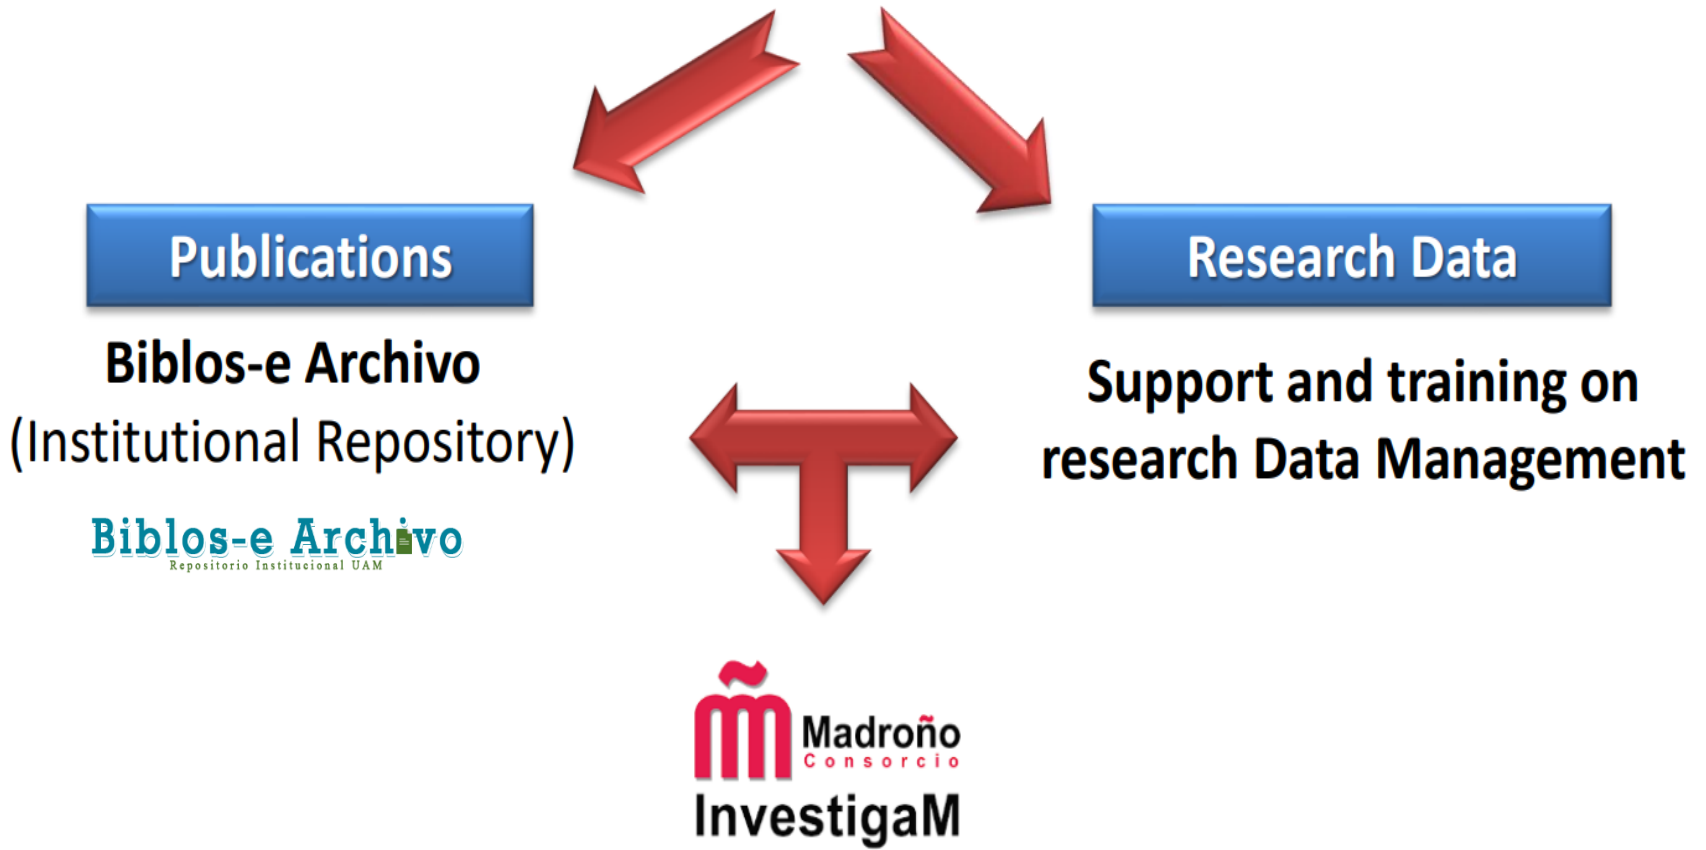 Publications
Research Data
Biblos-e Archivo
(Institutional Repository)
Support and training on
research Data Management
Biblos-e Archivo
Repositorio Institucional UAM
m̃ Madroño
Consorcio
InvestigaM